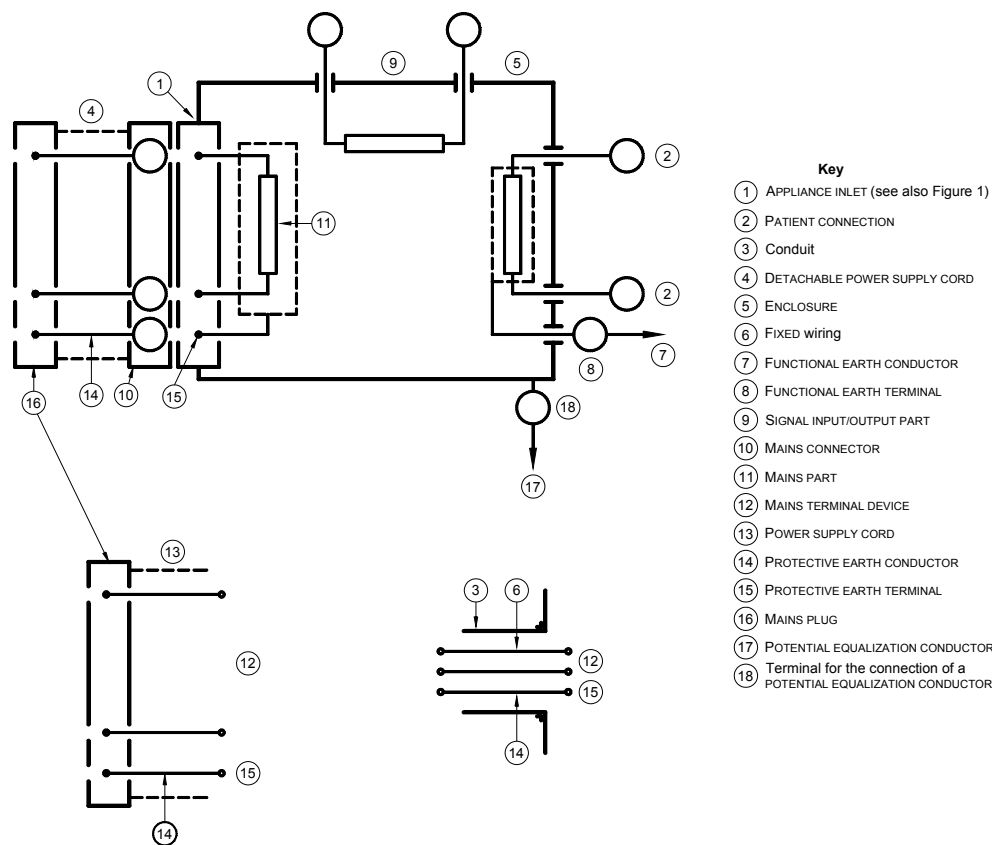 9
5
1
4
2
Key
1 APPLIANCE INLET (see also Figure 1)
11
2 PATIENT CONNECTION
3 Conduit
4 DETACHABLE POWER SUPPLY CORD
2
5 ENCLOSURE
6 FIXED wiring
7
7 FUNCTIONAL EARTH CONDUCTOR
8
8 FUNCTIONAL EARTH TERMINAL
16
14
10
15
18
9 SIGNAL INPUT/OUTPUT PART
10 MAINS CONNECTOR
17
11 MAINS PART
12 MAINS TERMINAL DEVICE
13
13 POWER SUPPLY CORD
14 PROTECTIVE EARTH CONDUCTOR
3
6
15 PROTECTIVE EARTH TERMINAL
16 MAINS PLUG
17 POTENTIAL EQUALIZATION CONDUCTOR
12
12
18 Terminal for the connection of a
POTENTIAL EQUALIZATION CONDUCTOR
15
14
15
14